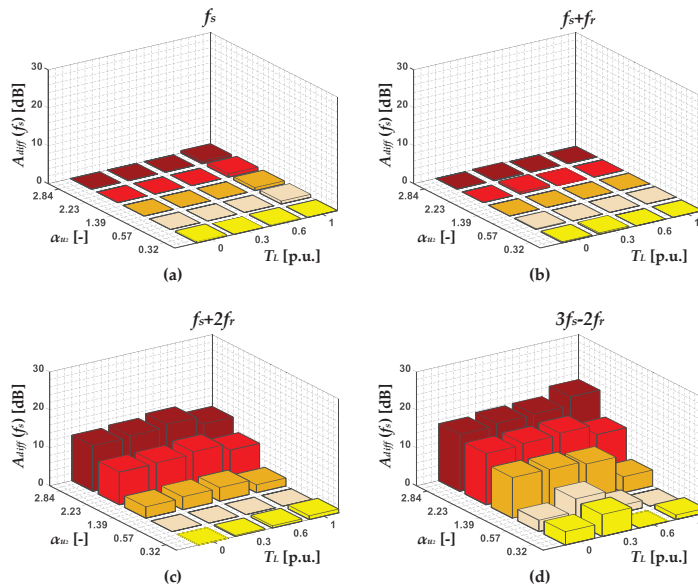 fs
30
20
10
0
Adiff (fs) [dB]
2.84
2.23
1.39
0.57
0.32
αu2 [-]
0
0.3
0.6
1
TL [p.u.]
(a)
fs+fr
30
20
10
0
Adiff (fs) [dB]
2.84
2.23
1.39
0.57
0.32
αu2 [-]
0
0.3
0.6
1
TL [p.u.]
(b)
fs+2fr
30
20
10
0
Adiff (fs) [dB]
2.84
2.23
1.39
0.57
0.32
αu2 [-]
0
0.3
0.6
1
TL [p.u.]
(c)
3fs-2fr
30
20
10
0
Adiff (fs) [dB]
2.84
2.23
1.39
0.57
0.32
αu2 [-]
0
0.3
0.6
1
TL [p.u.]
(d)